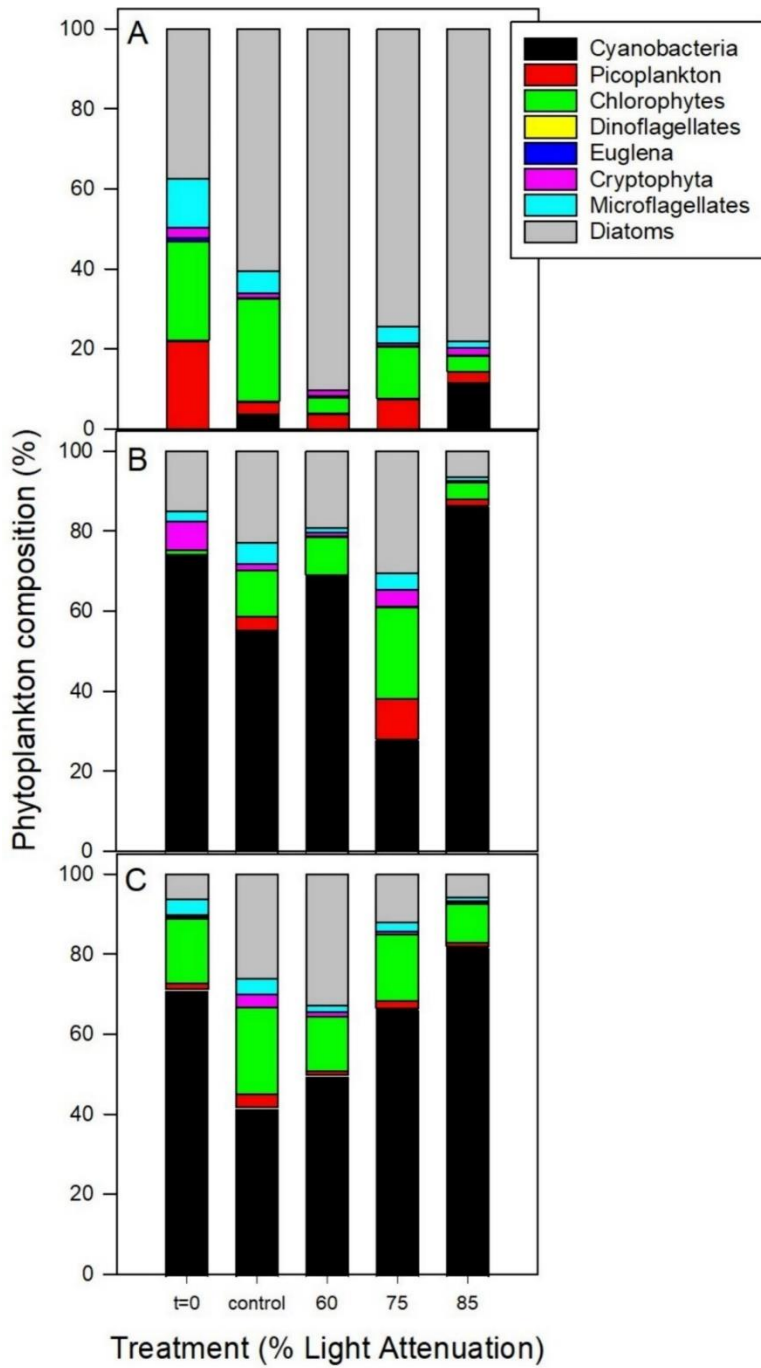 Phytoplankton composition (%)
A
100
80
60
40
20
0
Cyanobacteria
Picoplankton
Chlorophytes
Dinoflagellates
Euglena
Cryptophyta
Microflagellates
Diatoms
B
100
80
60
40
20
0
C
100
80
60
40
20
0
t=0 control 60 75 85
Treatment (% Light Attenuation)